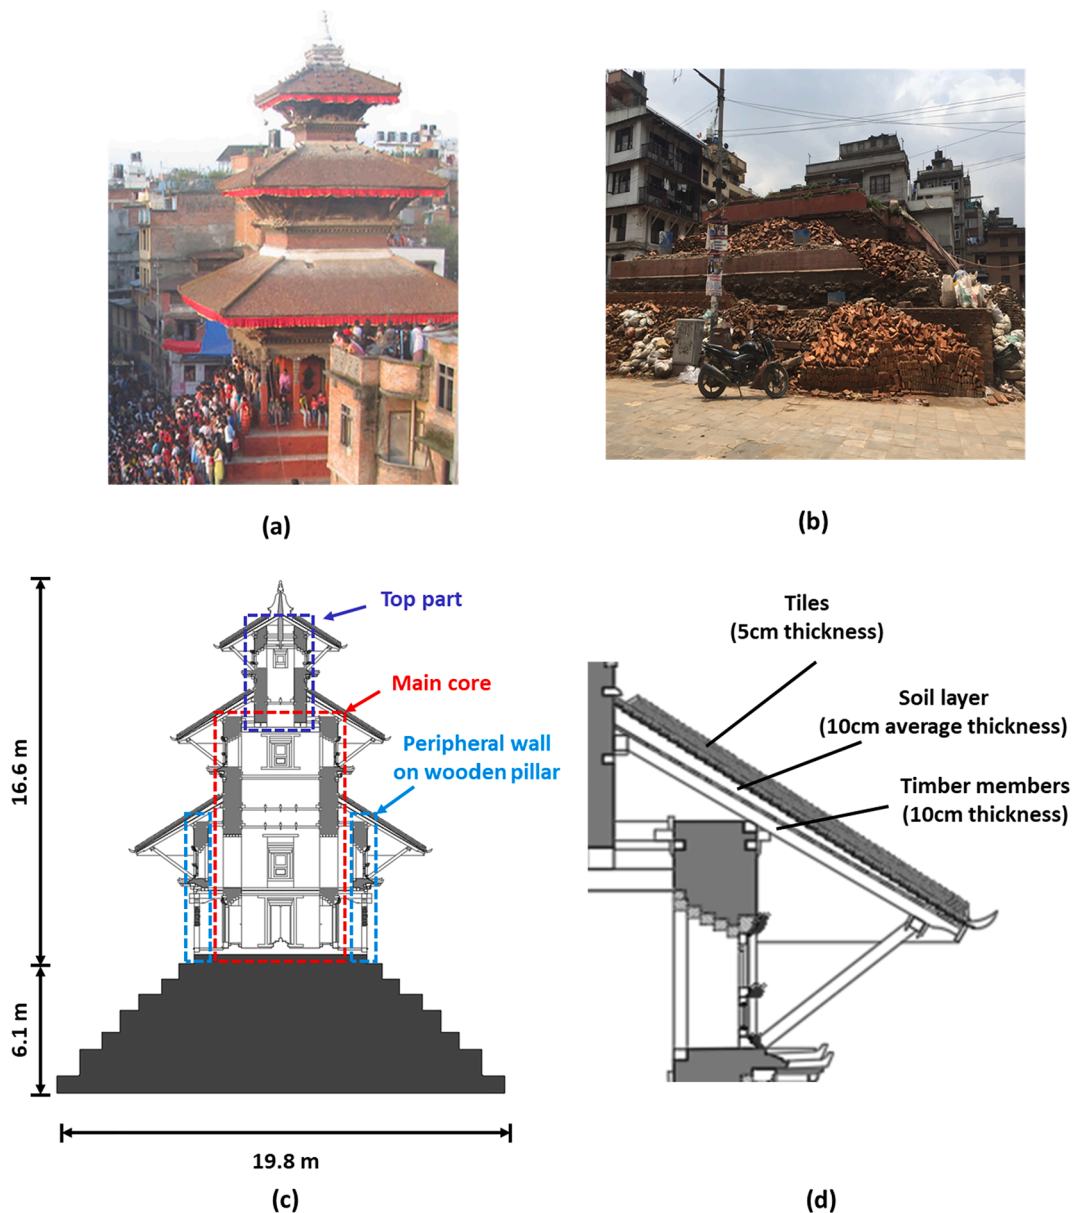 (a)
(b)
Top part
Main core
Peripheral wall
on wooden pillar
16.6 m
6.1 m
19.8 m
(c)
Tiles
(5cm thickness)
Soil layer
(10cm average thickness)
Timber members
(10cm thickness)
(d)